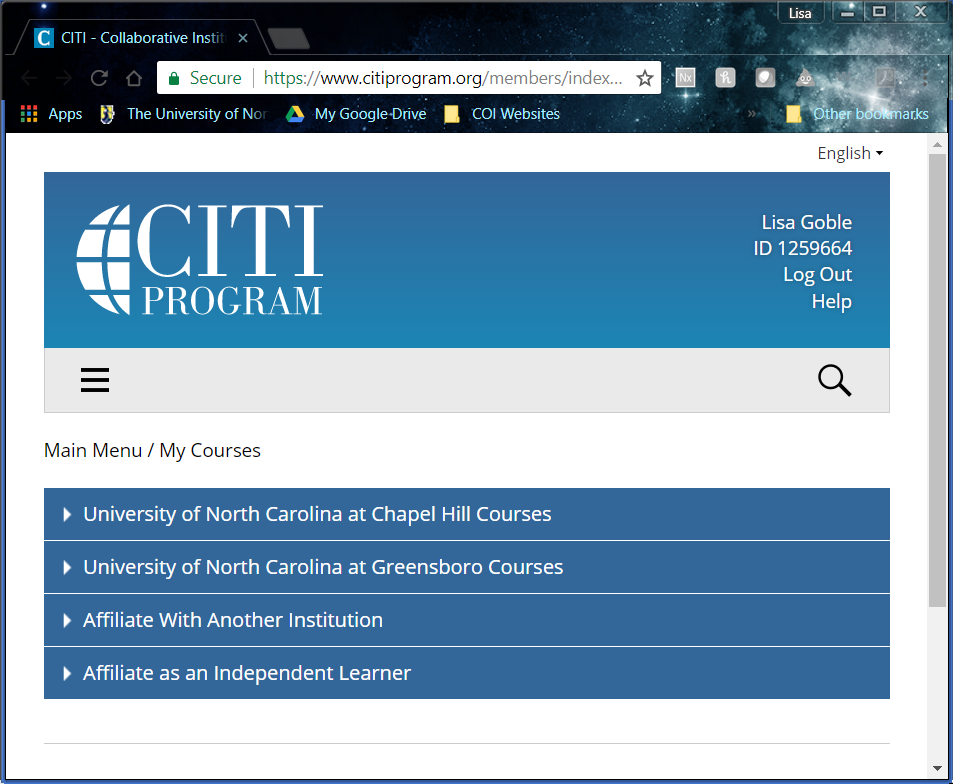 Lisa
CITI - Collaborative Instit
Secure https://www.citiprogram.org/members/index...
Apps The University of Nor My Google Drive COI Websites » Other bookmarks
English
CITI
PROGRAM
Lisa Goble
ID 1259664
Log Out
Help
Main Menu / My Courses
University of North Carolina at Chapel Hill Courses
University of North Carolina at Greensboro Courses
Affiliate With Another Institution
Affiliate as an Independent Learner